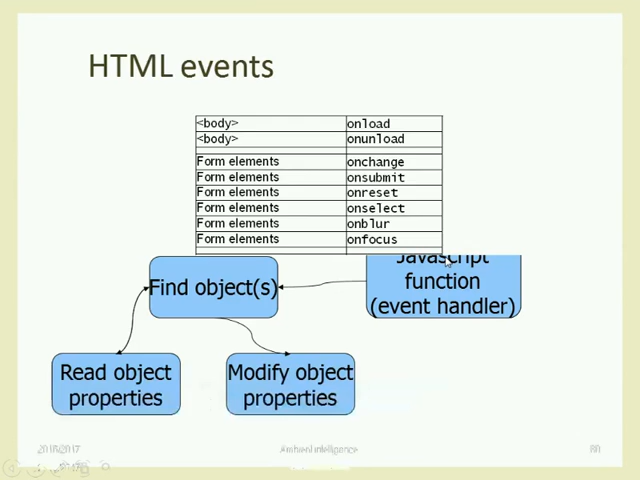 HTML events
<body> onload
<body> onunload
Form elements onchange
Form elements onsubmit
Form elements onreset
Form elements onselect
Form elements onblur
Form elements onfocus
Javascript
Find object(s) function
(event handler)
Read object Modify object
properties properties
2016/2017 Ambient intelligence 80